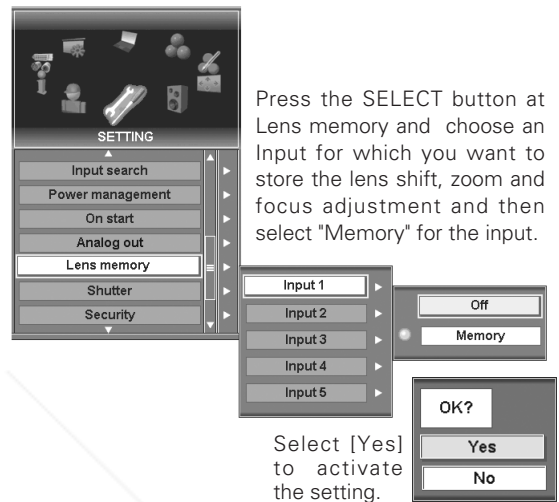 SETTING
Input search
Power management
On start
Analog out
Lens memory
Shutter
Security
Press the SELECT button at
Lens memory and choose an
Input for which you want to
store the lens shift, zoom and
focus adjustment and then
select "Memory" for the input.
Input 1
Input 2
Input 3
Input 4
Input 5
Off
Memory
Select [Yes]
to activate
the setting.
OK?
Yes
No